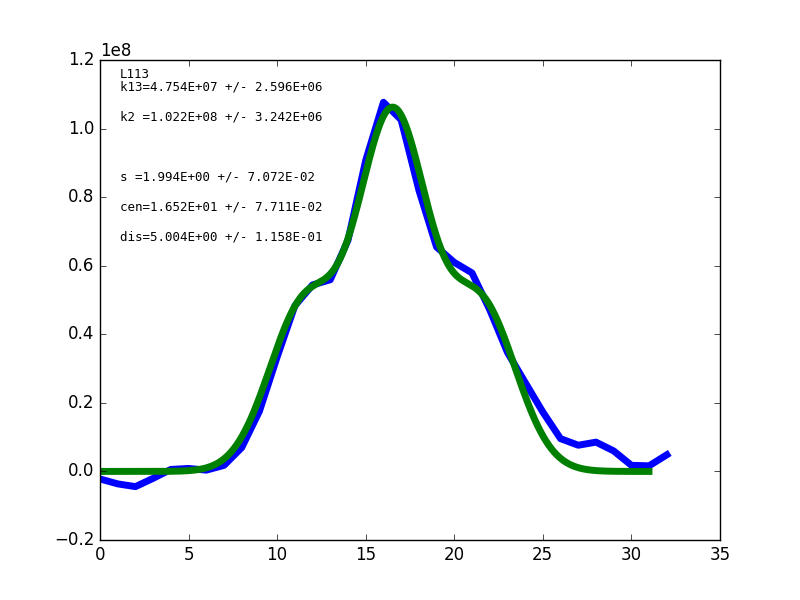 1e8
1.2
L113
k13=4.754E+07 +/- 2.596E+06
k2 =1.022E+08 +/- 3.242E+06
1.0
0.8
s =1.994E+00 +/- 7.072E-02
cen=1.652E+01 +/- 7.711E-02
dis=5.004E+00 +/- 1.158E-01
0.6
0.4
0.2
0.0
−0.2
0 5 10 15 20 25 30 35